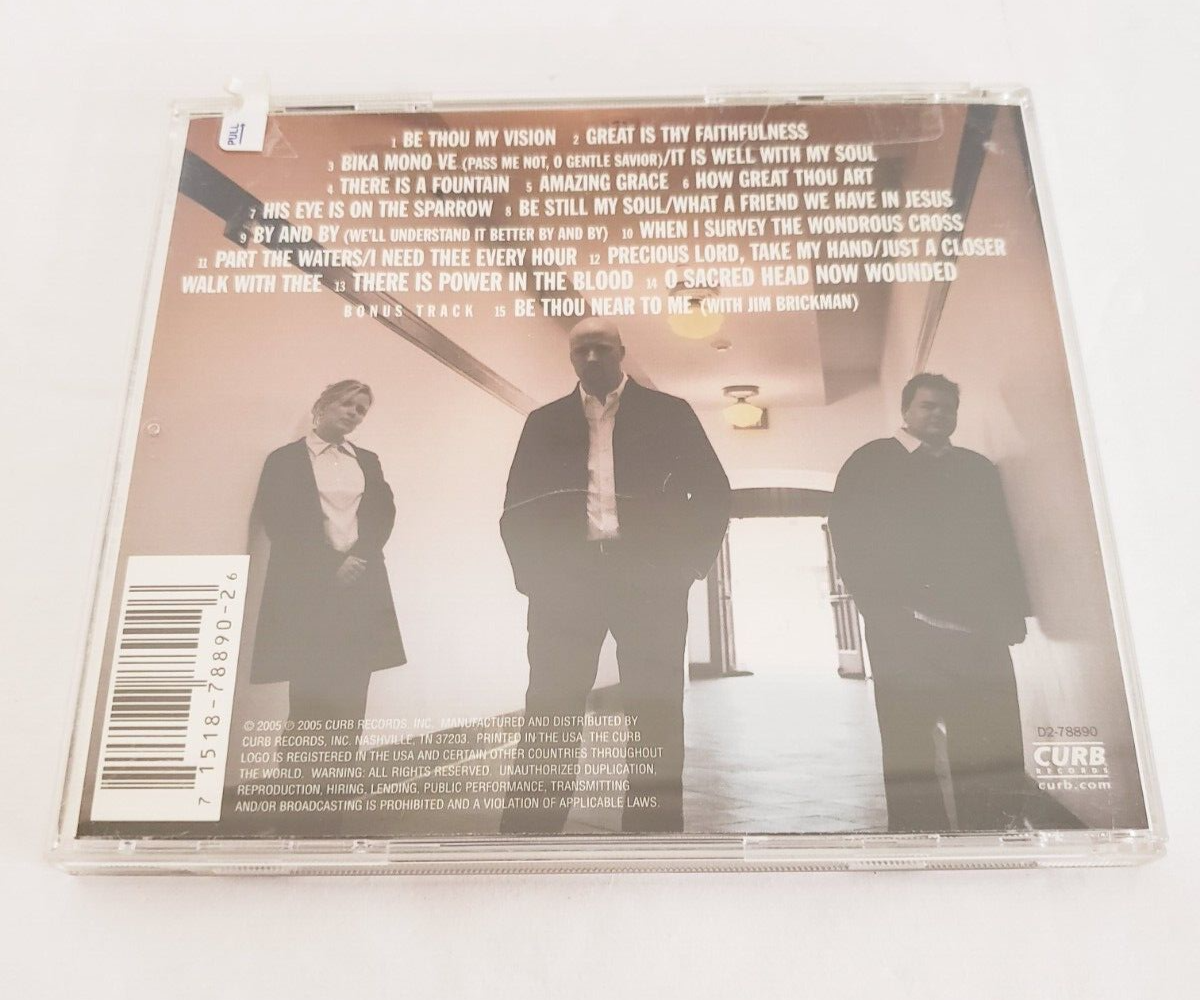 PULL
1 BE THOU MY VISION 2 GREAT IS THY FAITHFULNESS
3 BIKA MONO VE (PASS ME NOT, O GENTLE SAVIOR)/IT IS WELL WITH MY SOUL
4 THERE IS A FOUNTAIN 5 AMAZING GRACE 6 HOW GREAT THOU ART
7 HIS EYE IS ON THE SPARROW 8 BE STILL MY SOUL/WHAT A FRIEND WE HAVE IN JESUS
9 BY AND BY (WE'LL UNDERSTAND IT BETTER BY AND BY) 10 WHEN I SURVEY THE WONDROUS CROSS
11 PART THE WATERS/I NEED THEE EVERY HOUR 12 PRECIOUS LORD, TAKE MY HAND/JUST A CLOSER
WALK WITH THEE 13 THERE IS POWER IN THE BLOOD 14 O SACRED HEAD NOW WOUNDED
BONUS TRACK 15 BE THOU NEAR TO ME (WITH JIM BRICKMAN)
7 1518-78890-2 6
© 2005 ℗ 2005 CURB RECORDS, INC. MANUFACTURED AND DISTRIBUTED BY
CURB RECORDS, INC. NASHVILLE, TN 37203. PRINTED IN THE USA. THE CURB
LOGO IS REGISTERED IN THE USA AND CERTAIN OTHER COUNTRIES THROUGHOUT
THE WORLD. WARNING: ALL RIGHTS RESERVED. UNAUTHORIZED DUPLICATION,
REPRODUCTION, HIRING, LENDING, PUBLIC PERFORMANCE, TRANSMITTING
AND/OR BROADCASTING IS PROHIBITED AND A VIOLATION OF APPLICABLE LAWS.
D2-78890
CURB
RECORDS
curb.com